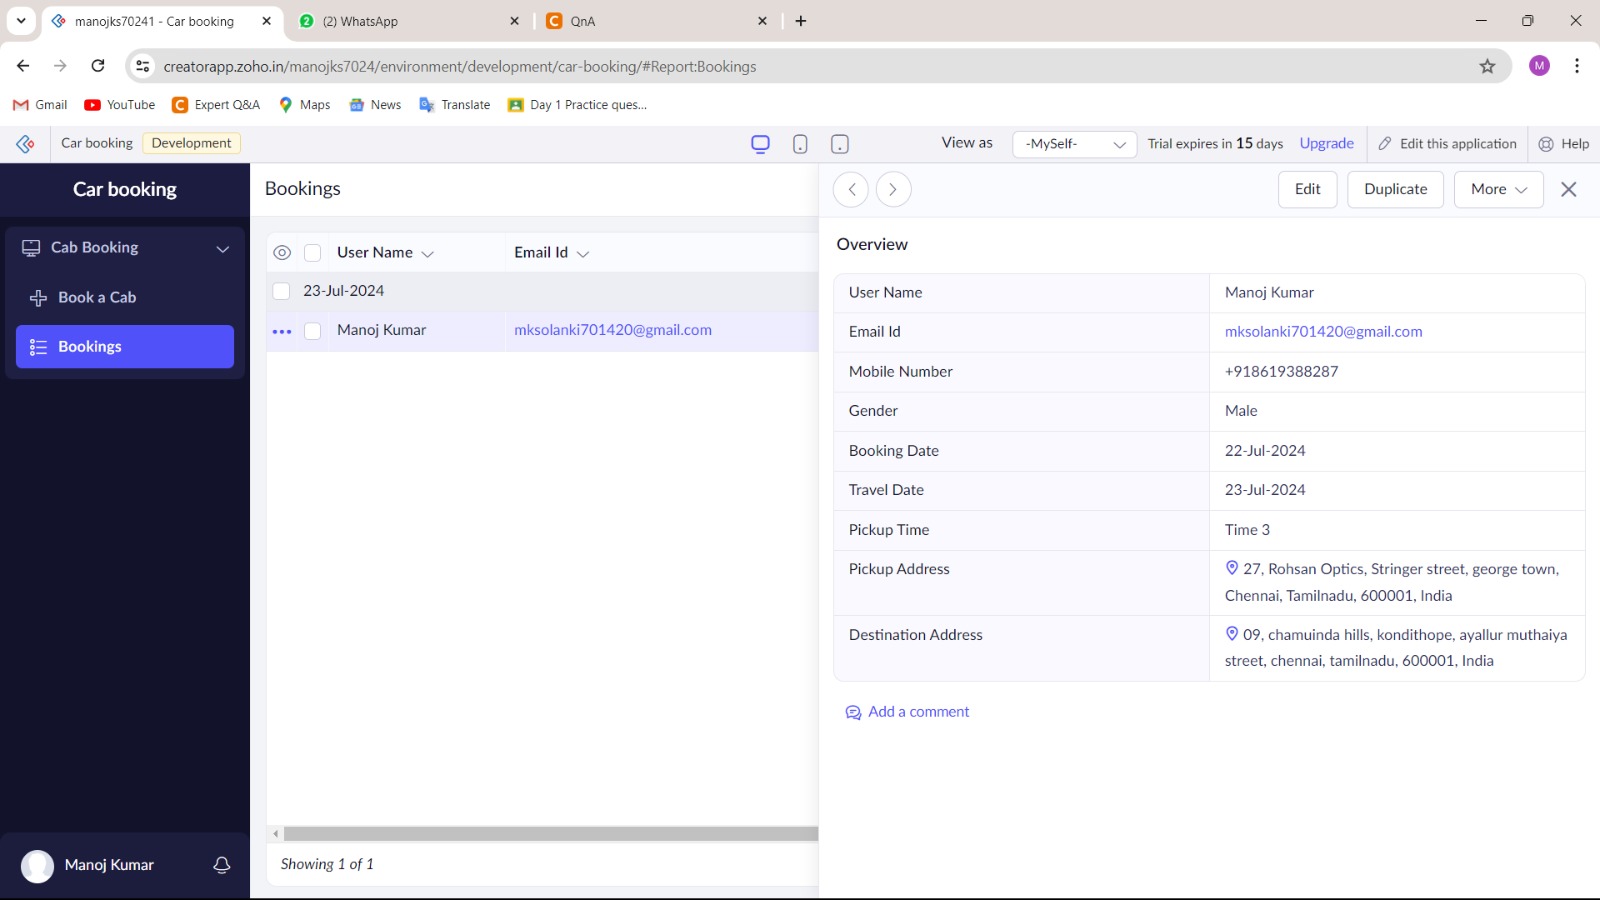 manojks70241 - Car booking
2
(2) WhatsApp
C
QnA
creatorapp.zoho.in/manojks7024/environment/development/car-booking/#Report:Bookings
M
Gmail
YouTube
C
Expert Q&A
Maps
News
Translate
Day 1 Practice ques...
Car booking
Development
View as
-MySelf-
Trial expires in 15 days
Upgrade
Edit this application
Help
Car booking
Cab Booking
Book a Cab
Bookings
Manoj Kumar
Bookings
User Name
Email Id
23-Jul-2024
Manoj Kumar
mksolanki701420@gmail.com
Showing 1 of 1
Edit
Duplicate
More
Overview
User Name
Manoj Kumar
Email Id
mksolanki701420@gmail.com
Mobile Number
+918619388287
Gender
Male
Booking Date
22-Jul-2024
Travel Date
23-Jul-2024
Pickup Time
Time 3
Pickup Address
27, Rohsan Optics, Stringer street, george town,
Chennai, Tamilnadu, 600001, India
Destination Address
09, chamuinda hills, kondithope, ayallur muthaiya
street, chennai, tamilnadu, 600001, India
Add a comment